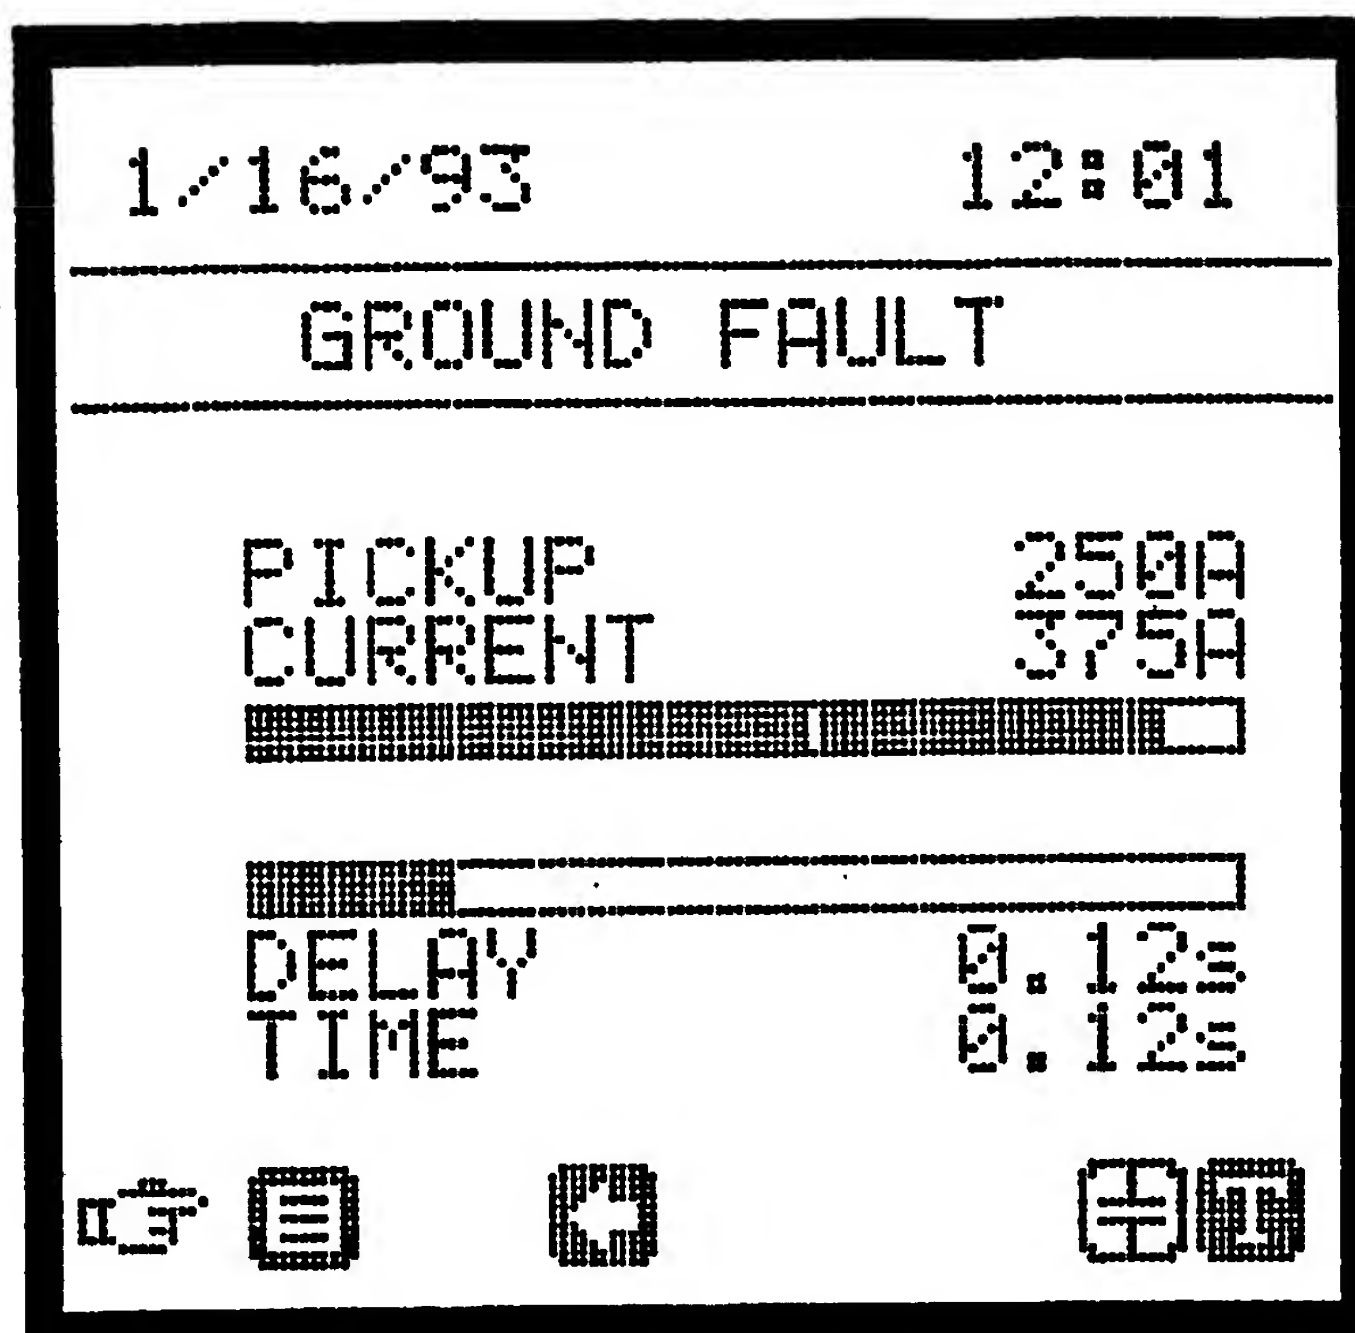 1/16/93 12:01
GROUND FAULT
PICKUP 250A
CURRENT 375A
DELAY 0.12s
TIME 0.12s